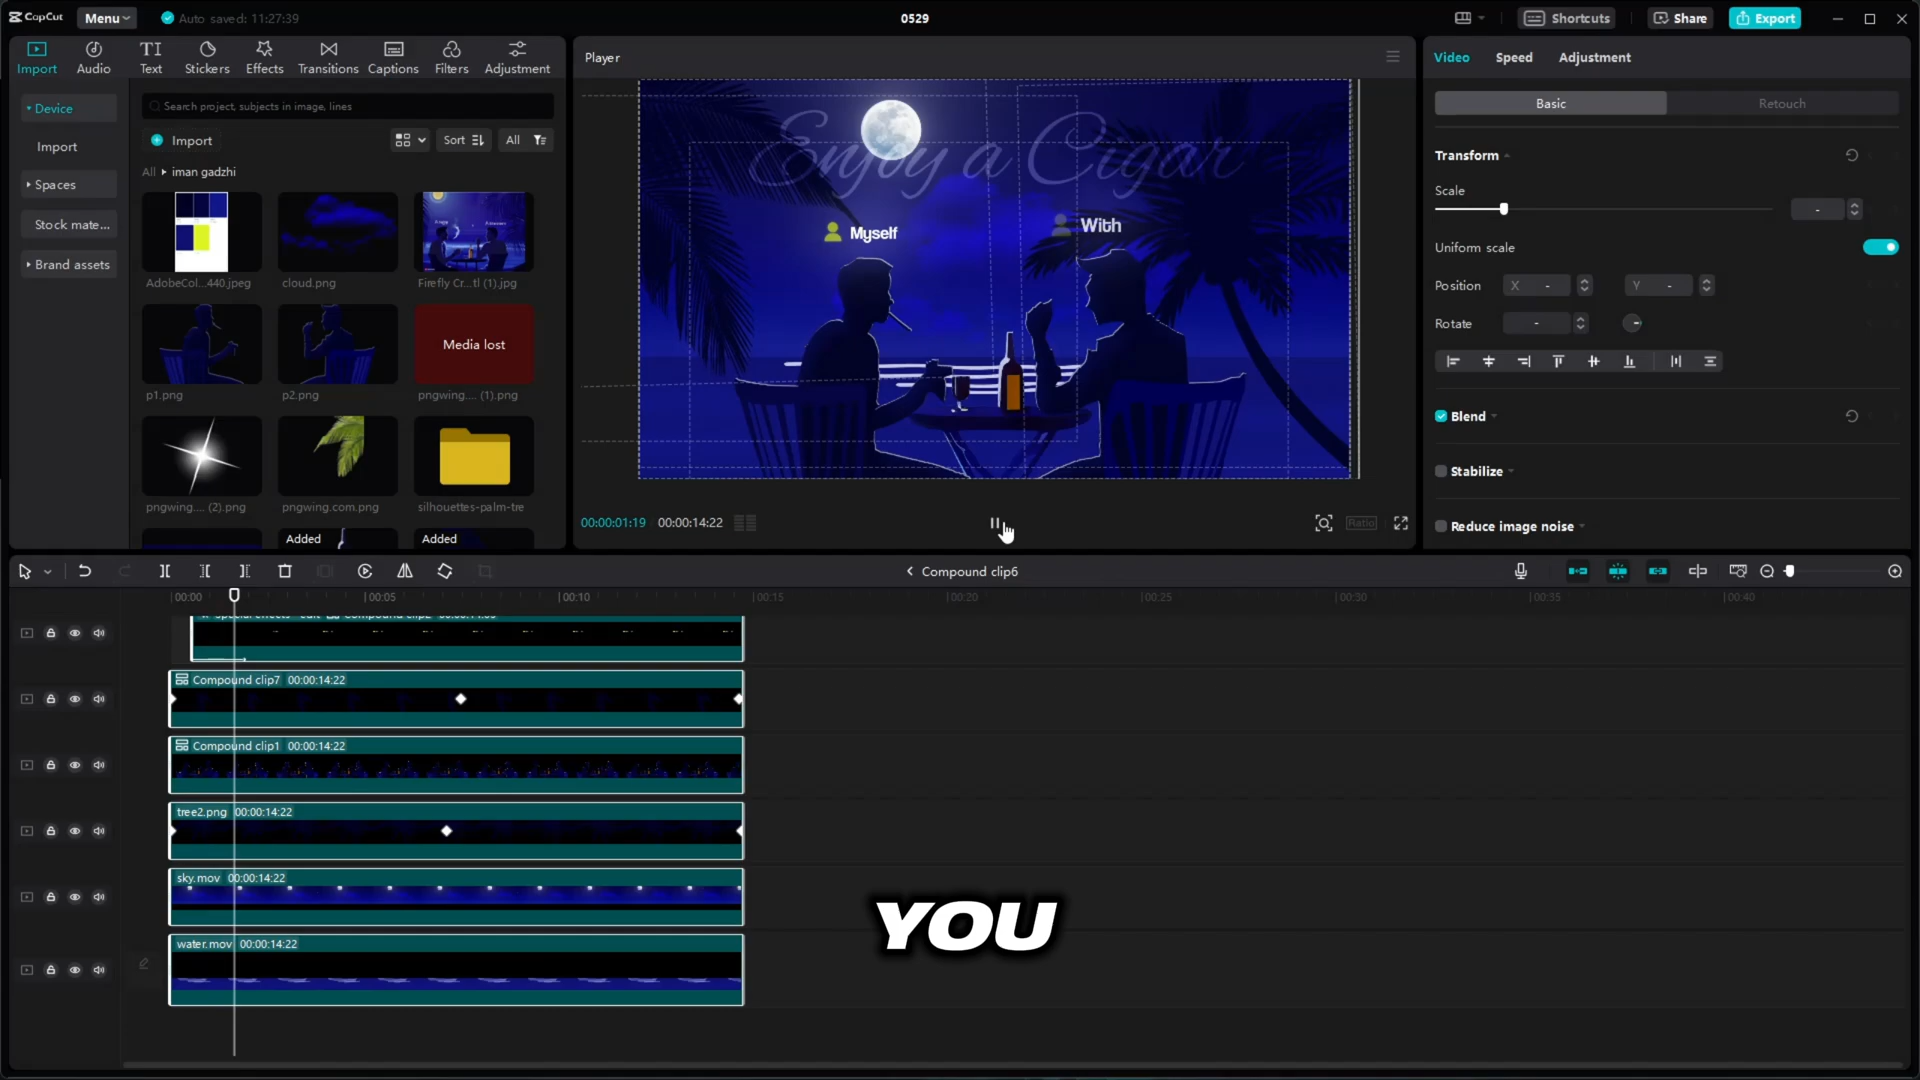 CapCut
Menu
Auto saved: 11:27:39
0529
Shortcuts
Share
Export
Import
Audio
Text
Stickers
Effects
Transitions
Captions
Filters
Adjustment
Device
Import
Spaces
Stock mate...
Brand assets
Search project, subjects in image, lines
Import
Sort
All
All
iman gadzhi
AdobeCol...440.jpeg
cloud.png
Firefly Cr...tl (1).jpg
p1.png
p2.png
Media lost
pngwing.... (1).png
pngwing.... (2).png
pngwing.com.png
silhouettes-palm-tre
Added
Added
Player
Enjoy a Cigar
Myself
With
00:00:01:19
00:00:14:22
Ratio
Video
Speed
Adjustment
Basic
Retouch
Transform
Scale
-
Uniform scale
Position
X -
Y -
Rotate
-
Blend
Stabilize
Reduce image noise
Compound clip6
00:00
00:05
00:10
00:15
00:20
00:25
00:30
00:35
00:40
Compound clip7 00:00:14:22
Compound clip1 00:00:14:22
tree2.png 00:00:14:22
sky.mov 00:00:14:22
water.mov 00:00:14:22
YOU